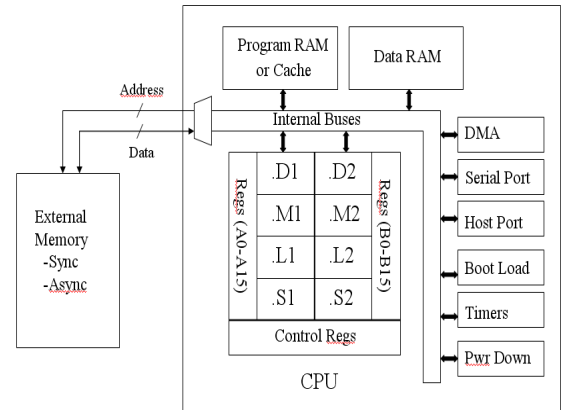 Program RAM
or Cache
Data RAM
Address
Internal Buses
Data
DMA
Serial Port
Host Port
Boot Load
Timers
Pwr Down
External
Memory
-Sync
-Async
Regs (A0-A15)
.D1
.D2
.M1
.M2
.L1
.L2
.S1
.S2
Regs (B0-B15)
Control Regs
CPU